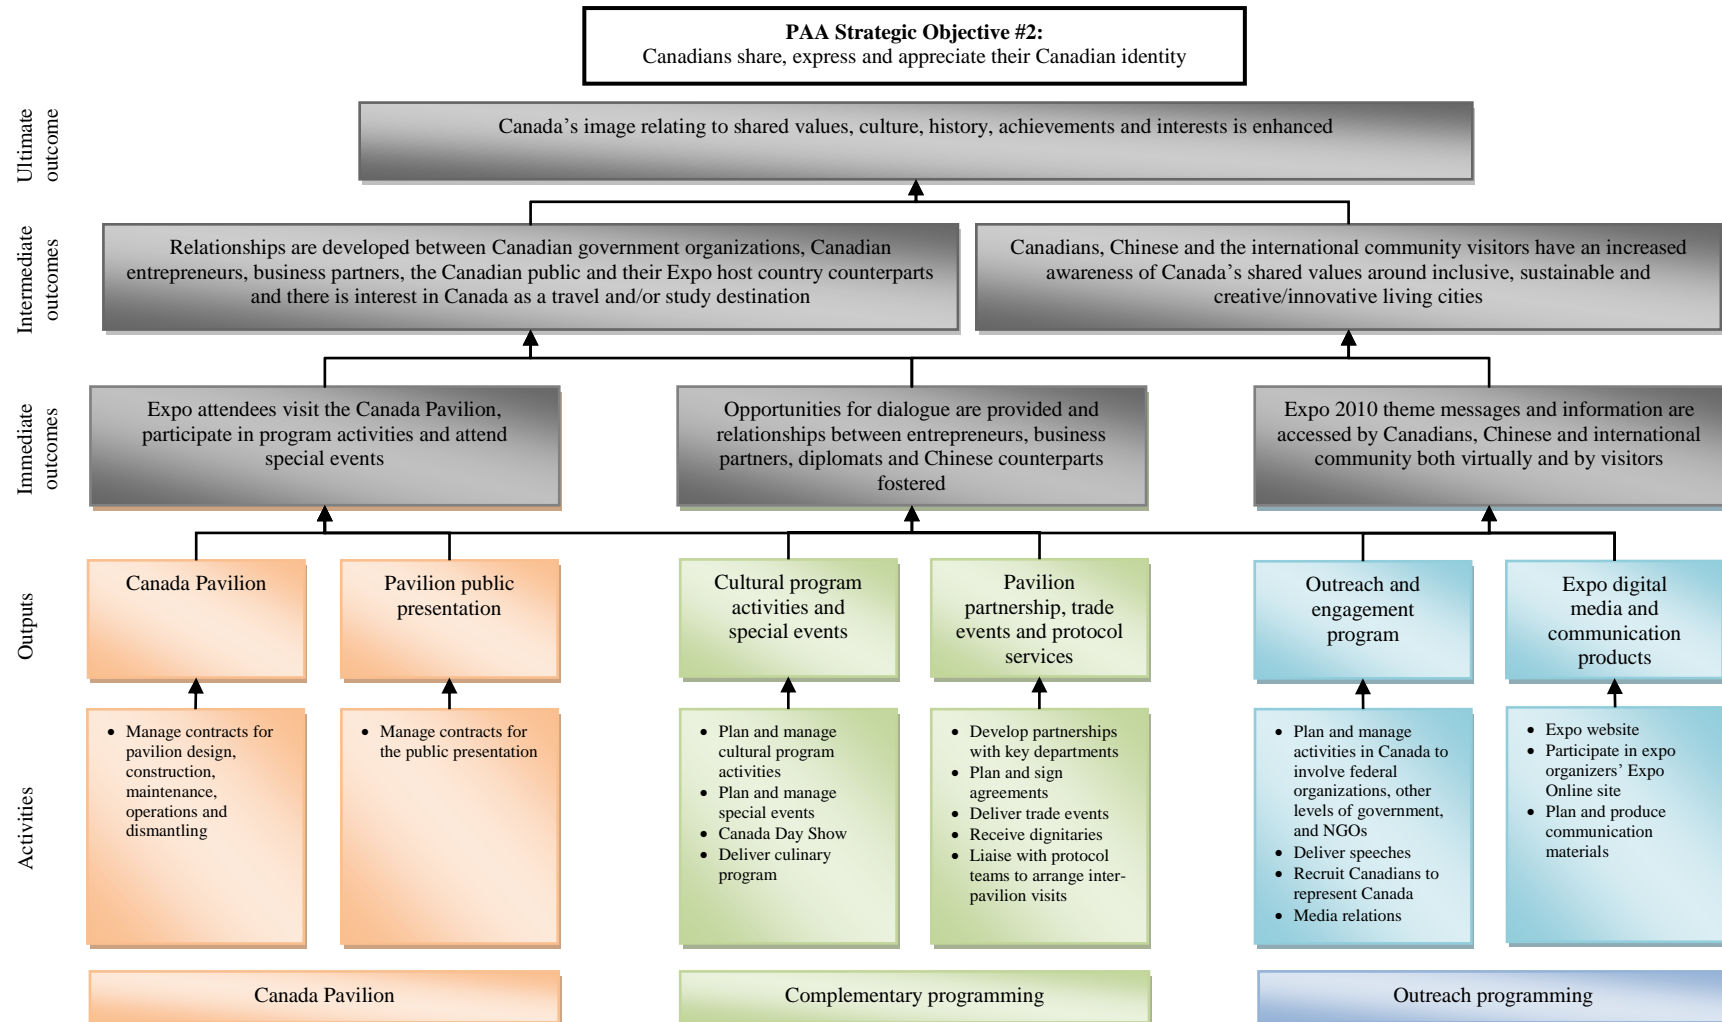 PAA Strategic Objective #2:
Canadians share, express and appreciate their Canadian identity
Ultimate
outcome
Canada’s image relating to shared values, culture, history, achievements and interests is enhanced
Intermediate
outcomes
Relationships are developed between Canadian government organizations, Canadian
entrepreneurs, business partners, the Canadian public and their Expo host country counterparts
and there is interest in Canada as a travel and/or study destination
Canadians, Chinese and the international community visitors have an increased
awareness of Canada’s shared values around inclusive, sustainable and
creative/innovative living cities
Immediate
outcomes
Expo attendees visit the Canada Pavilion,
participate in program activities and attend
special events
Opportunities for dialogue are provided and
relationships between entrepreneurs, business
partners, diplomats and Chinese counterparts
fostered
Expo 2010 theme messages and information are
accessed by Canadians, Chinese and international
community both virtually and by visitors
Outputs
Canada Pavilion
Pavilion public
presentation
Cultural program
activities and
special events
Pavilion
partnership, trade
events and protocol
services
Outreach and
engagement
program
Expo digital
media and
communication
products
Activities
• Manage contracts for
pavilion design,
construction,
maintenance,
operations and
dismantling
• Manage contracts for
the public presentation
• Plan and manage
cultural program
activities
• Plan and manage
special events
• Canada Day Show
• Deliver culinary
program
• Develop partnerships
with key departments
• Plan and sign
agreements
• Deliver trade events
• Receive dignitaries
• Liaise with protocol
teams to arrange inter-
pavilion visits
• Plan and manage
activities in Canada to
involve federal
organizations, other
levels of government,
and NGOs
• Deliver speeches
• Recruit Canadians to
represent Canada
• Media relations
• Expo website
• Participate in expo
organizers’ Expo
Online site
• Plan and produce
communication
materials
Canada Pavilion
Complementary programming
Outreach programming